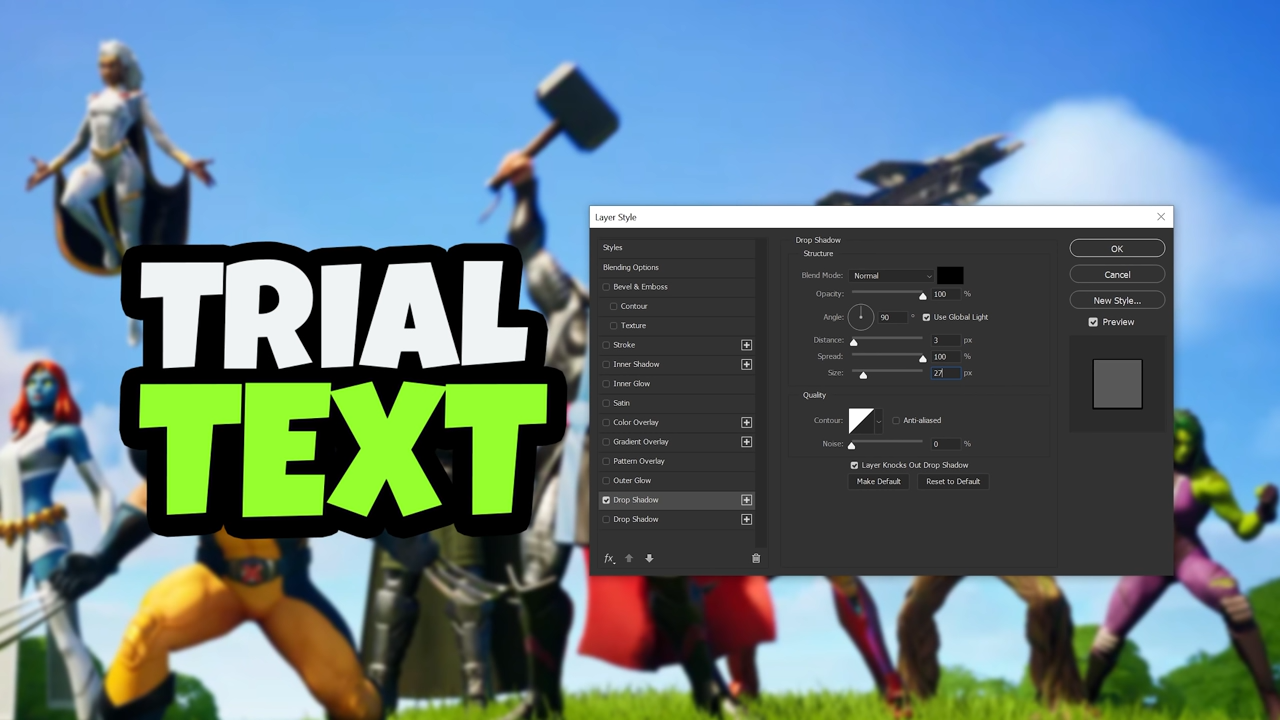 TRIAL
TEXT
Layer Style
Styles
Blending Options
Bevel & Emboss
Contour
Texture
Stroke
Inner Shadow
Inner Glow
Satin
Color Overlay
Gradient Overlay
Pattern Overlay
Outer Glow
Drop Shadow
Drop Shadow
fx
Drop Shadow
Structure
Blend Mode: Normal
Opacity: 100 %
Angle: 90 ° Use Global Light
Distance: 3 px
Spread: 100 %
Size: 27 px
Quality
Contour: Anti-aliased
Noise: 0 %
Layer Knocks Out Drop Shadow
Make Default Reset to Default
OK
Cancel
New Style...
Preview